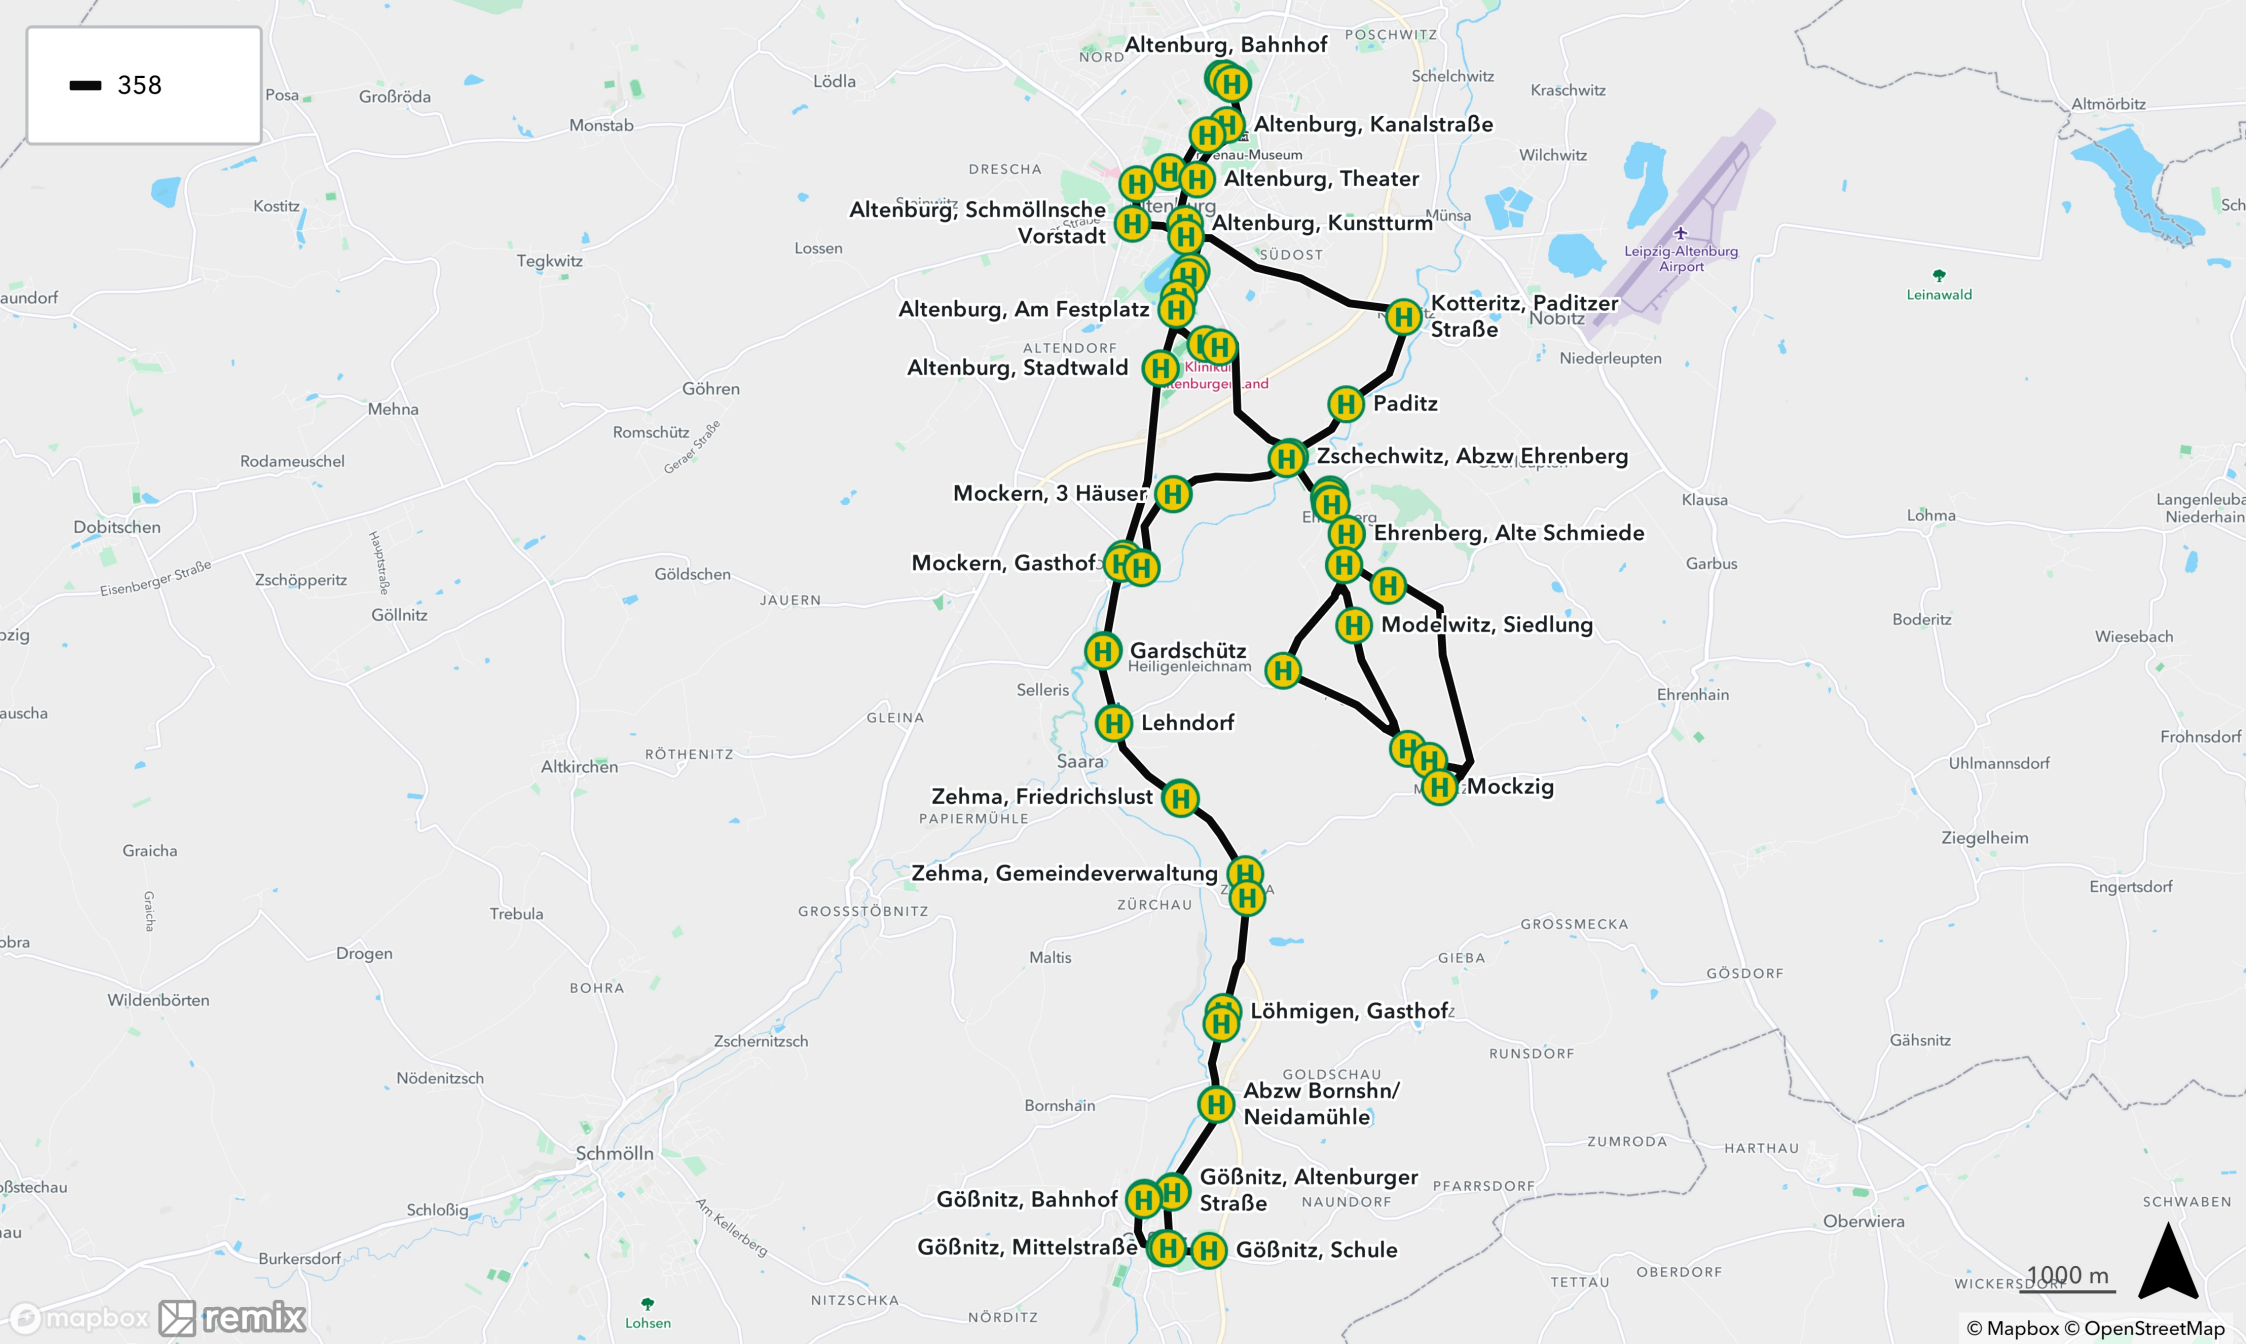 358
Altenburg, Bahnhof
NORD
POSCHWITZ
Lödla
Schelchwitz
Kraschwitz
Posa
Großröda
Altmörbitz
Monstab
Altenburg, Kanalstraße
Wilchwitz
DRESCHA
Altenburg, Theater
Kostitz
Altenburg, Schmöllnsche
Vorstadt
Altenburg, Kunstturm
Münsa
Lossen
SÜDOST
Tegkwitz
Leipzig-Altenburg
Airport
Leinawald
Altenburg, Am Festplatz
Kotteritz, Paditzer
Straße
Nobitz
ALTENDORF
Niederleupten
Altenburg, Stadtwald
Göhren
Mehna
Paditz
Romschütz
Geraer Straße
Rodameuschel
Zschechwitz, Abzw Ehrenberg
Mockern, 3 Häuser
Klausa
Langenleuba-
Niederhain
Lohma
Dobitschen
Hauptstraße
Ehrenberg, Alte Schmiede
Mockern, Gasthof
Garbus
Eisenberger Straße
Zschöpperitz
Göldschen
JAUERN
Göllnitz
Boderitz
Modelwitz, Siedlung
Wiesebach
Gardschütz
Heiligenleichnam
Selleris
Ehrenhain
GLEINA
Lehndorf
Frohnsdorf
RÖTHENITZ
Altkirchen
Saara
Uhlmannsdorf
Mockzig
Zehma, Friedrichslust
PAPIERMÜHLE
Graicha
Ziegelheim
Zehma, Gemeindeverwaltung
Engertsdorf
Graicha
ZÜRCHAU
GROSSSTÖBNITZ
Trebula
GROSSMECKA
Drogen
Maltis
GIEBA
GÖSDORF
BOHRA
Wildenbörten
Löhmigen, Gasthof
Zschernitzsch
Gähsnitz
RUNSDORF
GOLDSCHAU
Nödenitzsch
Abzw Bornshn/
Neidamühle
Bornshain
ZUMRODA
HARTHAU
Schmölln
Gößnitz, Altenburger
Straße
PFARRSDORF
Gößnitz, Bahnhof
NAUNDORF
SCHWABEN
Schloßig
Am Kellerberg
Oberwiera
Gößnitz, Mittelstraße
Gößnitz, Schule
Burkersdorf
OBERDORF
TETTAU
1000 m
WICKERSDORF
NITZSCHKA
NÖRDITZ
Lohsen
mapbox remix
© Mapbox © OpenStreetMap